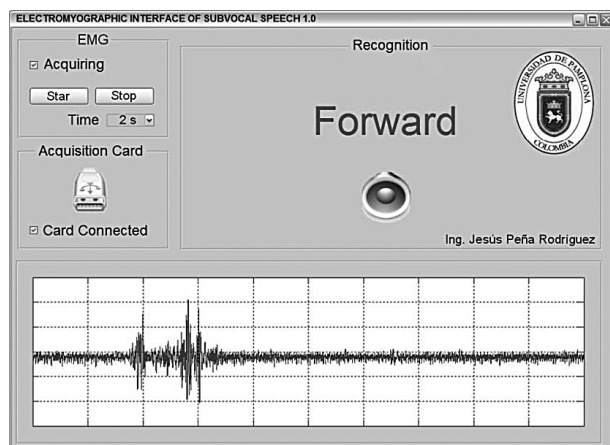 ELECTROMYOGRAPHIC INTERFACE OF SUBVOCAL SPEECH 1.0
EMG
Acquiring
Star Stop
Time 2 s
Acquisition Card
Card Connected
Recognition
Forward
UNIVERSIDAD DE PAMPLONA
COLOMBIA
Ing. Jesús Peña Rodríguez